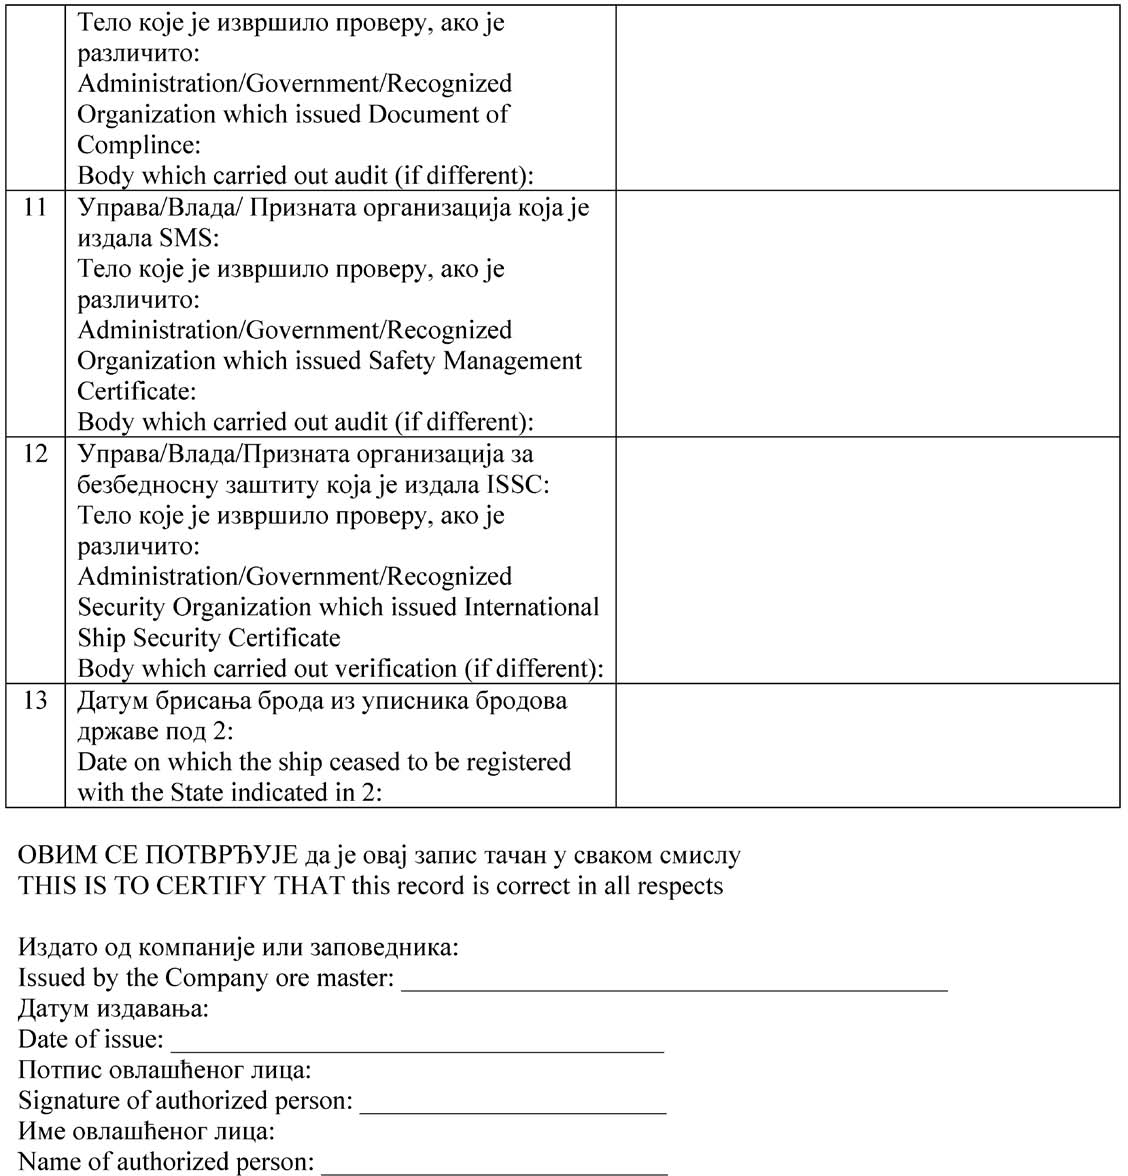 Тело које је извршило проверу, ако је
различито:
Administration/Government/Recognized
Organization which issued Document of
Complince:
Body which carried out audit (if different):
11 Управа/Влада/ Призната организација која је
издала SMS:
Тело које је извршило проверу, ако је
различито:
Administration/Government/Recognized
Organization which issued Safety Management
Certificate:
Body which carried out audit (if different):
12 Управа/Влада/Призната организација за
безбедносну заштиту која је издала ISSC:
Тело које је извршило проверу, ако је
различито:
Administration/Government/Recognized
Security Organization which issued International
Ship Security Certificate
Body which carried out verification (if different):
13 Датум брисања брода из уписника бродова
државе под 2:
Date on which the ship ceased to be registered
with the State indicated in 2:
ОВИМ СЕ ПОТВРЂУЈЕ да је овај запис тачан у сваком смислу
THIS IS TO CERTIFY THAT this record is correct in all respects
Издато од компаније или заповедника:
Issued by the Company ore master:
Датум издавања:
Date of issue:
Потпис овлашћеног лица:
Signature of authorized person:
Име овлашћеног лица:
Name of authorized person: